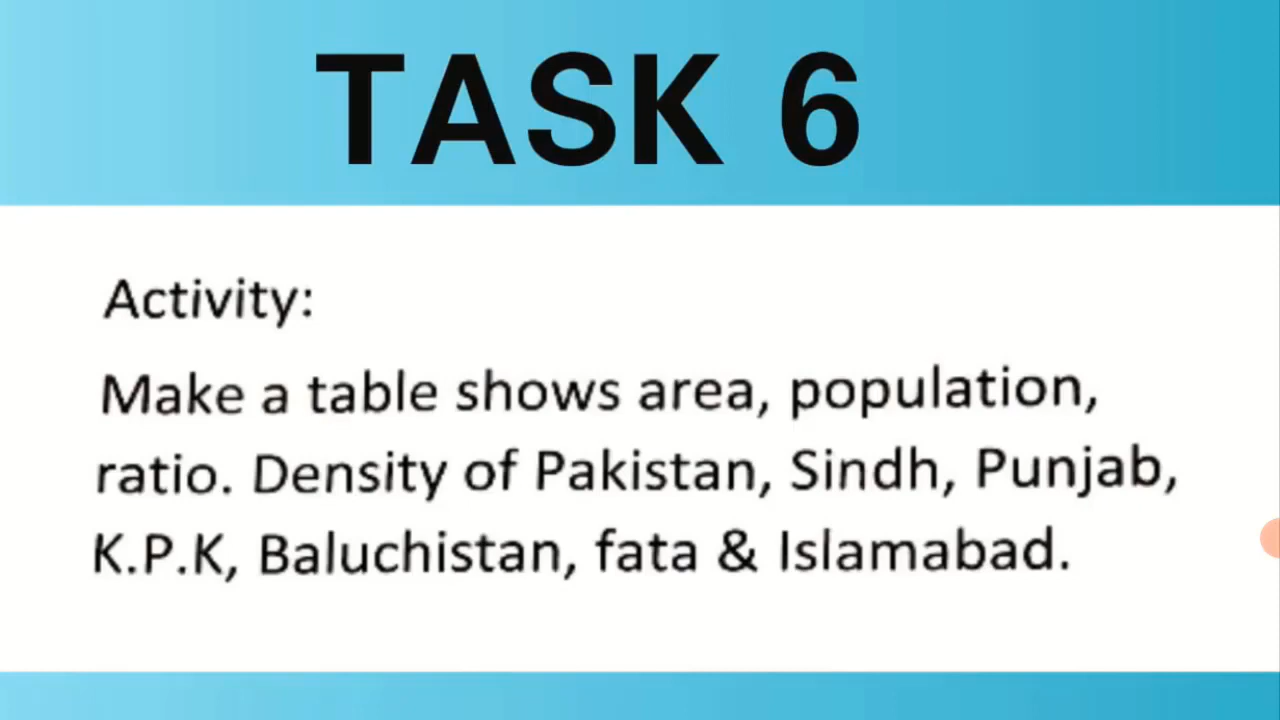 TASK 6
Activity:
Make a table shows area, population,
ratio. Density of Pakistan, Sindh, Punjab,
K.P.K, Baluchistan, fata & Islamabad.